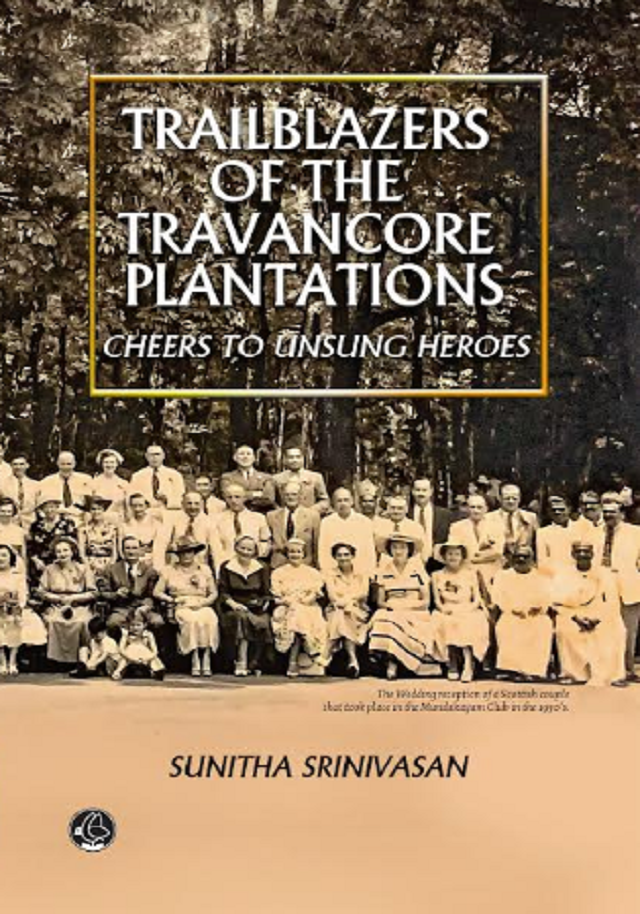 TRAILBLAZERS
OF THE
TRAVANCORE
PLANTATIONS
CHEERS TO UNSUNG HEROES
The Wedding reception of a Scottish couple
that took place in the Mundakayam Club in the 1950's.
SUNITHA SRINIVASAN